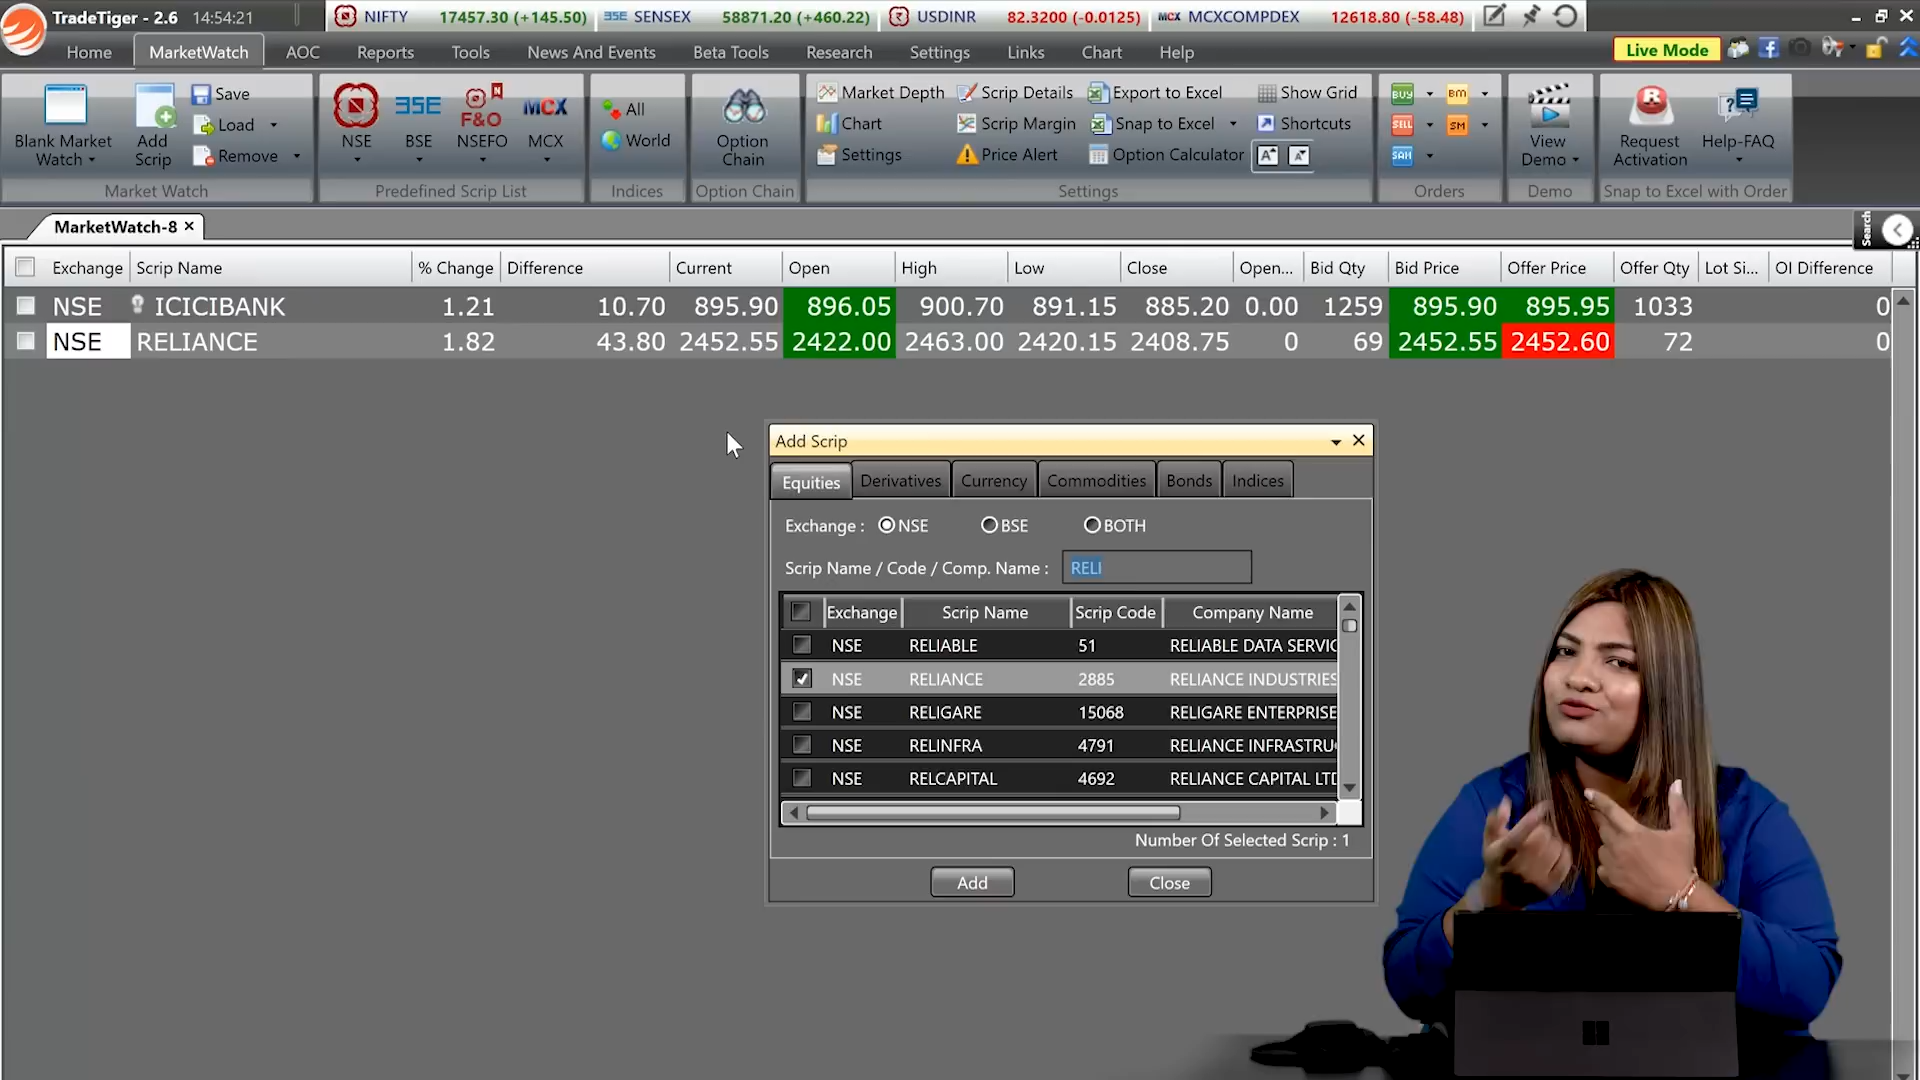 TradeTiger - 2.6 14:54:21
NIFTY 17457.30 (+145.50) BSE SENSEX 58871.20 (+460.22) USDINR 82.3200 (-0.0125) MCX MCXCOMPDEX 12618.80 (-58.48)
Home MarketWatch AOC Reports Tools News And Events Beta Tools Research Settings Links Chart Help Live Mode
Blank Market Watch
Add Scrip
Save
Load
Remove
Market Watch
NSE
BSE BSE
F&O NSEFO
MCX MCX
Predefined Scrip List
All
World
Indices
Option Chain
Option Chain
Market Depth Scrip Details Export to Excel Show Grid
Chart Scrip Margin Snap to Excel Shortcuts
Settings Price Alert Option Calculator A A
Settings
BUY BM
SELL SM
SAM
Orders
View Demo
Demo
Request Activation
Help-FAQ
Snap to Excel with Order
MarketWatch-8
Search
Exchange Scrip Name % Change Difference Current Open High Low Close Open... Bid Qty Bid Price Offer Price Offer Qty Lot Si... OI Difference
NSE ICICIBANK 1.21 10.70 895.90 896.05 900.70 891.15 885.20 0.00 1259 895.90 895.95 1033 0
NSE RELIANCE 1.82 43.80 2452.55 2422.00 2463.00 2420.15 2408.75 0 69 2452.55 2452.60 72 0
Add Scrip
Equities Derivatives Currency Commodities Bonds Indices
Exchange : NSE BSE BOTH
Scrip Name / Code / Comp. Name : RELI
Exchange Scrip Name Scrip Code Company Name
NSE RELIABLE 51 RELIABLE DATA SERVIC
NSE RELIANCE 2885 RELIANCE INDUSTRIES
NSE RELIGARE 15068 RELIGARE ENTERPRISE
NSE RELINFRA 4791 RELIANCE INFRASTRU
NSE RELCAPITAL 4692 RELIANCE CAPITAL LTD
Number Of Selected Scrip : 1
Add Close